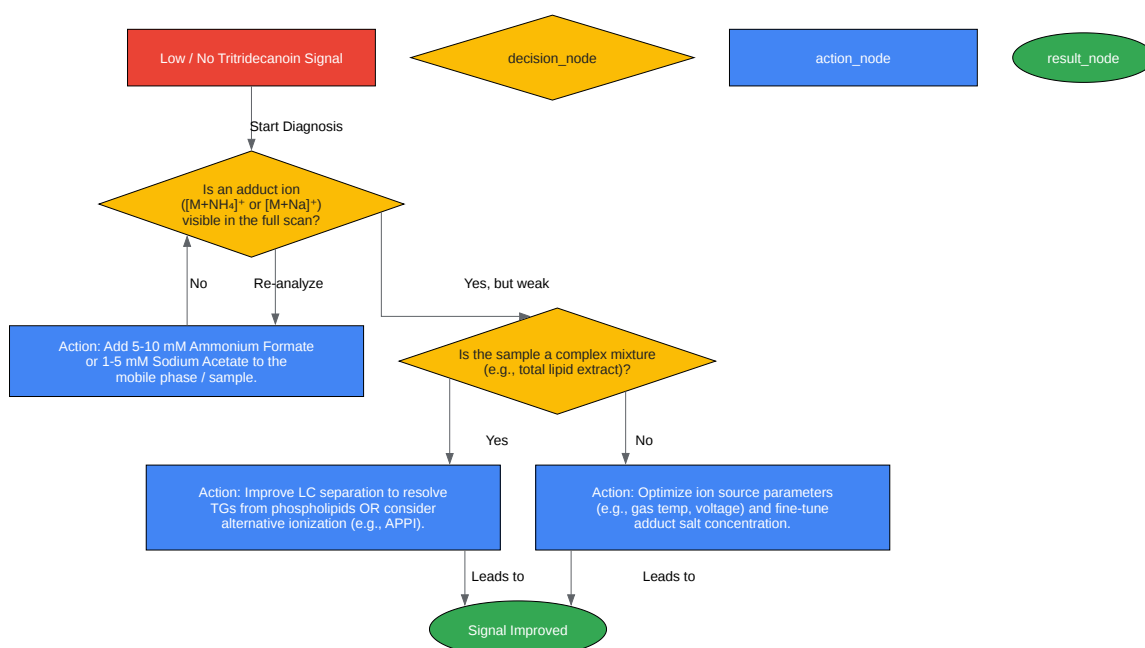 Low / No Tritridecanoin Signal
decision_node
action_node
result_node
Start Diagnosis
Is an adduct ion
([M+NH₄]⁺ or [M+Na]⁺)
visible in the full scan?
No
Re-analyze
Yes, but weak
Action: Add 5-10 mM Ammonium Formate
or 1-5 mM Sodium Acetate to the
mobile phase / sample.
Is the sample a complex mixture
(e.g., total lipid extract)?
Yes
No
Action: Improve LC separation to resolve
TGs from phospholipids OR consider
alternative ionization (e.g., APPI).
Action: Optimize ion source parameters
(e.g., gas temp, voltage) and fine-tune
adduct salt concentration.
Leads to
Leads to
Signal Improved